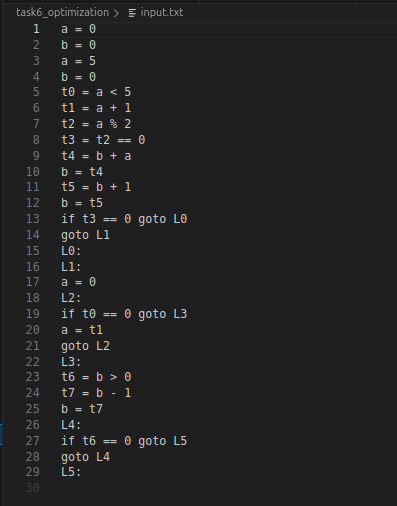 task6_optimization > input.txt
1 a = 0
2 b = 0
3 a = 5
4 b = 0
5 t0 = a < 5
6 t1 = a + 1
7 t2 = a % 2
8 t3 = t2 == 0
9 t4 = b + a
10 b = t4
11 t5 = b + 1
12 b = t5
13 if t3 == 0 goto L0
14 goto L1
15 L0:
16 L1:
17 a = 0
18 L2:
19 if t0 == 0 goto L3
20 a = t1
21 goto L2
22 L3:
23 t6 = b > 0
24 t7 = b - 1
25 b = t7
26 L4:
27 if t6 == 0 goto L5
28 goto L4
29 L5:
30